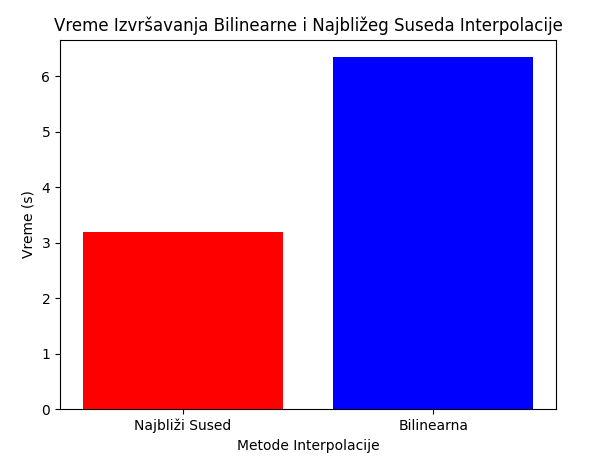 Vreme Izvršavanja Bilinearne i Najbližeg Suseda Interpolacije
6
5
4
3
2
1
0
Vreme (s)
Najbliži Sused
Bilinearna
Metode Interpolacije